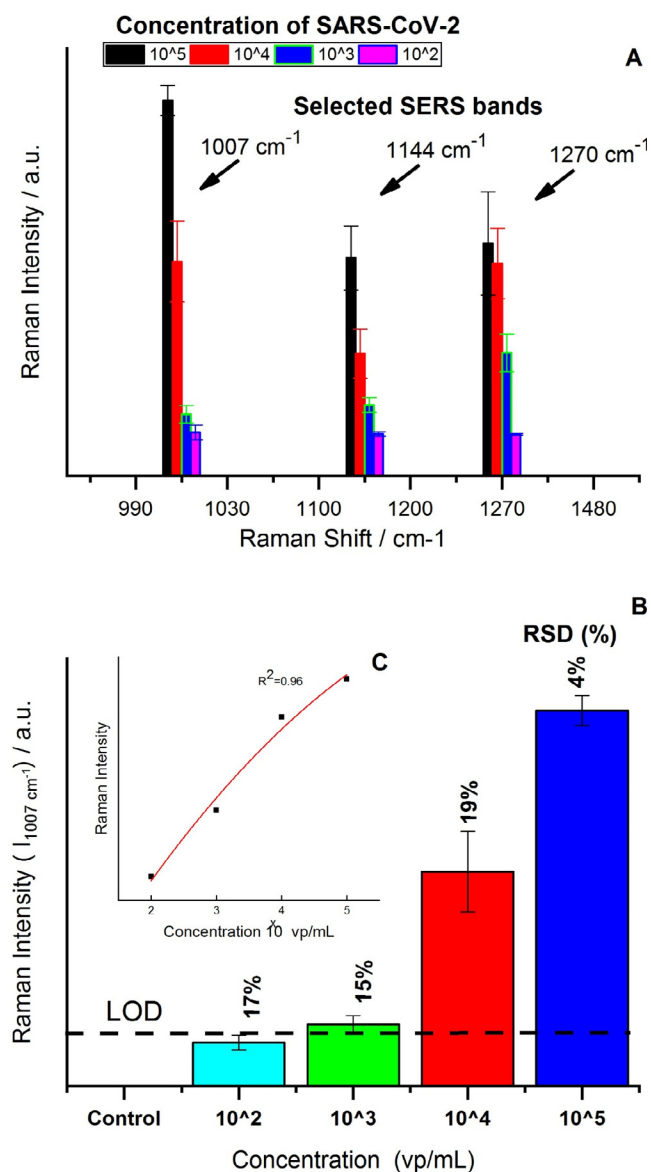 Concentration of SARS-CoV-2
10^5 10^4 10^3 10^2
A
Selected SERS bands
1007 cm⁻¹
1144 cm⁻¹
1270 cm⁻¹
Raman Intensity / a.u.
990 1030 1100 1200 1270 1480
Raman Shift / cm-1
B
RSD (%)
C
R²=0.96
Raman Intensity
2 3 4 5
Concentration 10ˣ vp/mL
4%
19%
15%
17%
LOD
Raman Intensity ( I₁₀₀₇ cm⁻¹) / a.u.
Control 10^2 10^3 10^4 10^5
Concentration (vp/mL)